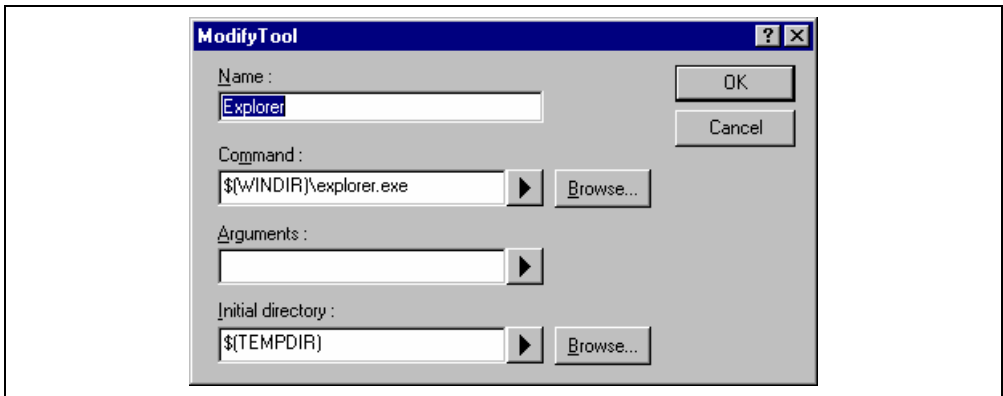 ModifyTool
Name :
OK
Explorer
Cancel
Command :
$(WINDIR)\explorer.exe
Browse...
Arguments :
Initial directory :
$(TEMPDIR)
Browse...